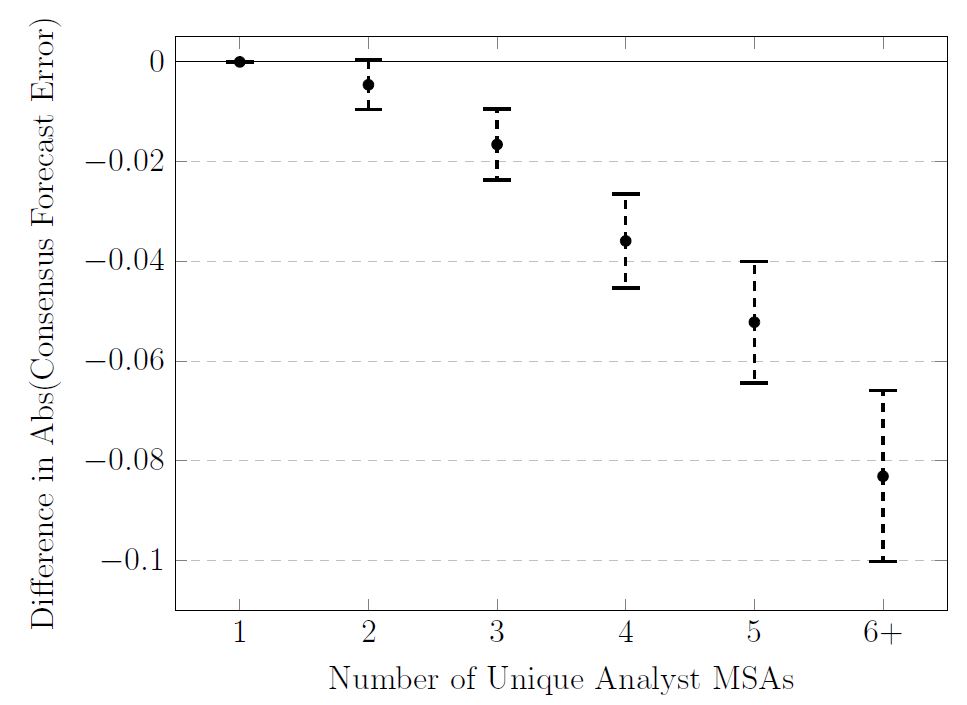 Difference in Abs(Consensus Forecast Error)
0
−0.02
−0.04
−0.06
−0.08
−0.1
1 2 3 4 5 6+
Number of Unique Analyst MSAs